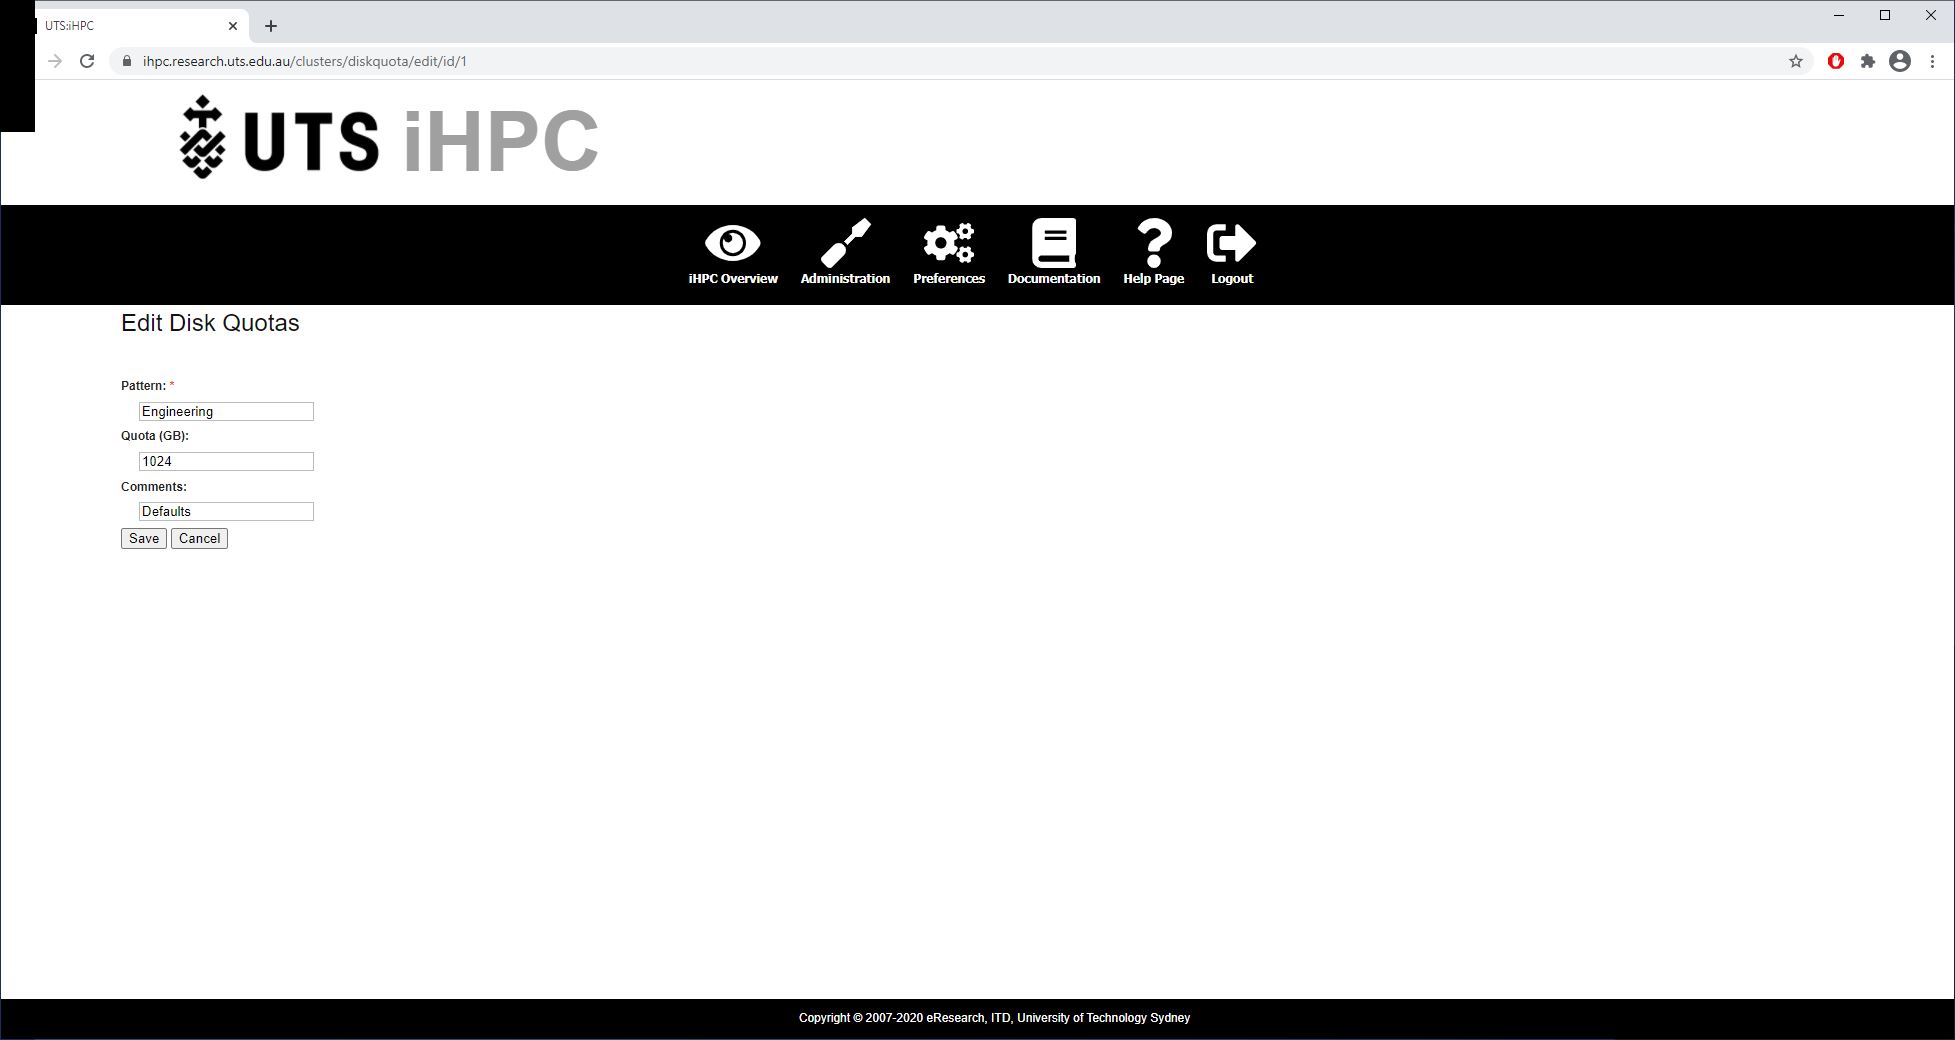 UTS:iHPC
ihpc.research.uts.edu.au/clusters/diskquota/edit/id/1
UTS iHPC
iHPC Overview Administration Preferences Documentation Help Page Logout
Edit Disk Quotas
Pattern: *
Engineering
Quota (GB):
1024
Comments:
Defaults
Save Cancel
Copyright © 2007-2020 eResearch, ITD, University of Technology Sydney